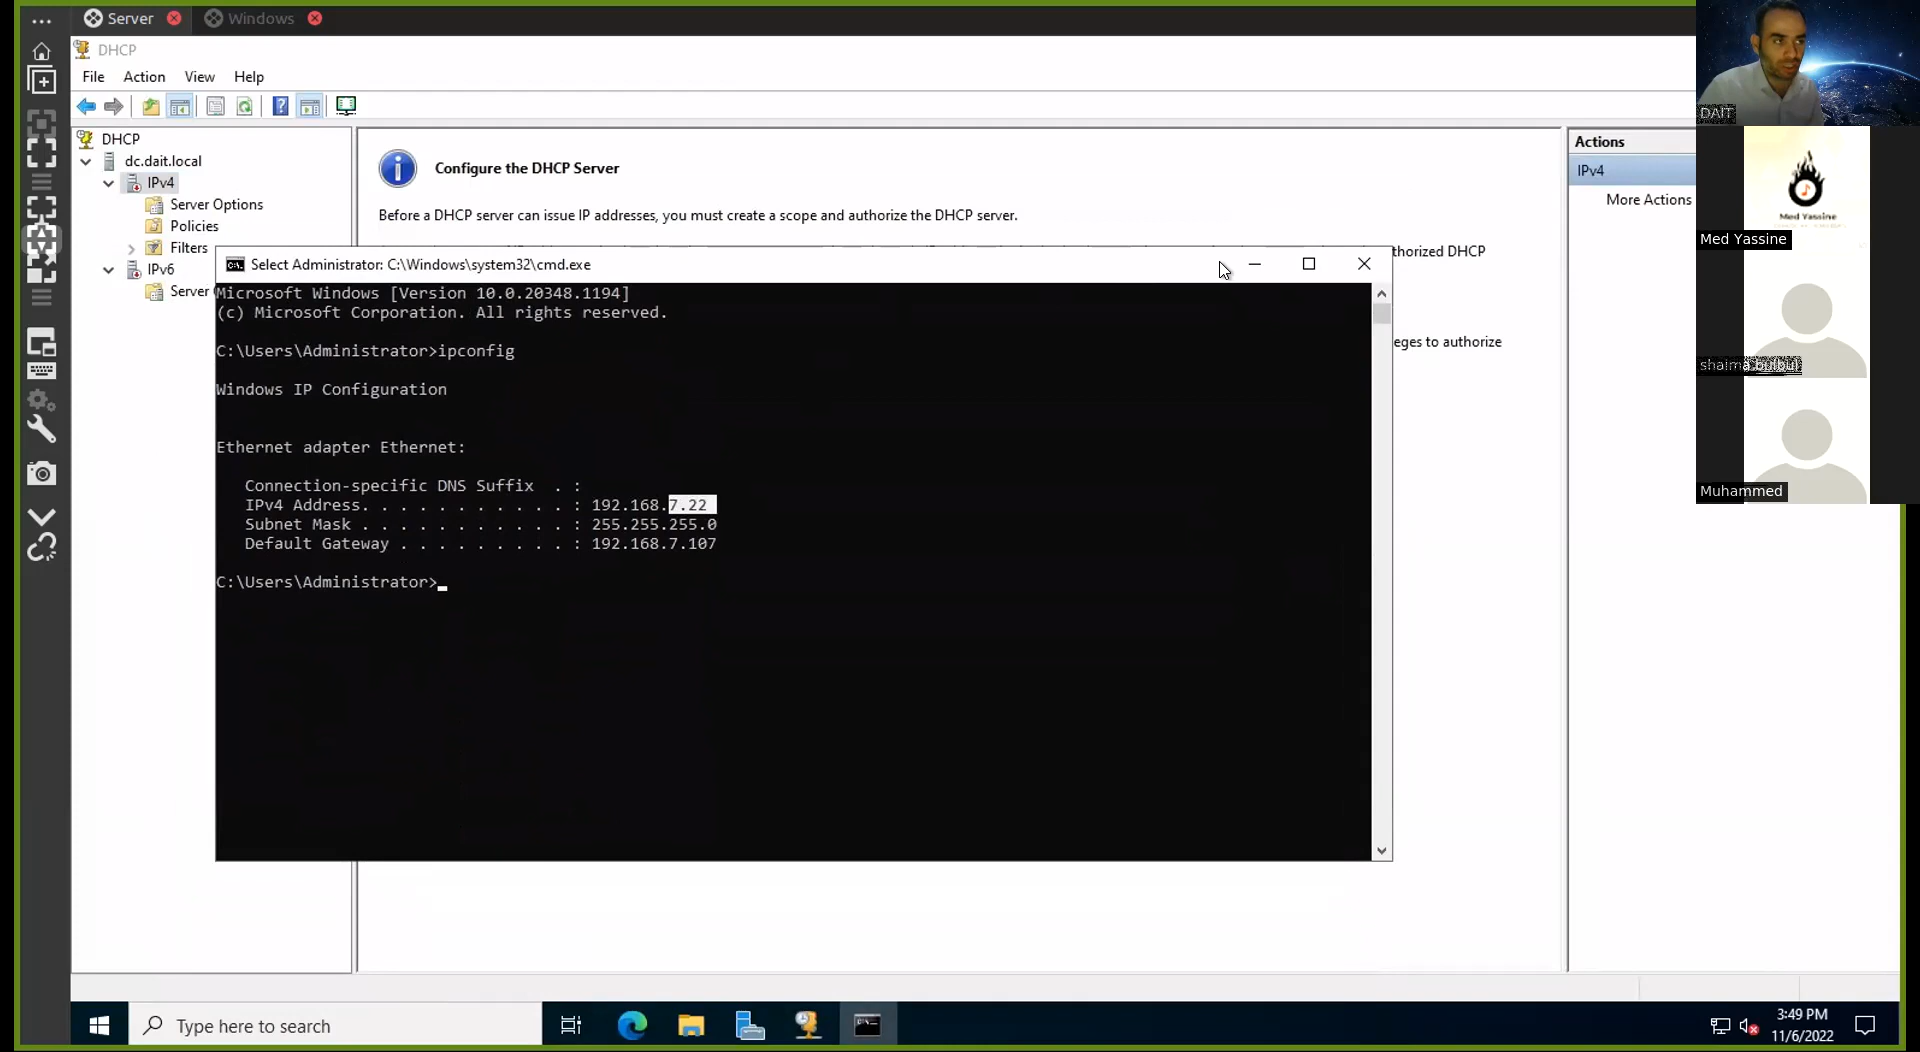 Server
Windows
DHCP
File Action View Help
DHCP
dc.dait.local
IPv4
Server Options
Policies
Filters
IPv6
Server
Configure the DHCP Server
Before a DHCP server can issue IP addresses, you must create a scope and authorize the DHCP server.
thorized DHCP
eges to authorize
Actions
IPv4
More Actions
Select Administrator: C:\Windows\system32\cmd.exe
Microsoft Windows [Version 10.0.20348.1194]
(c) Microsoft Corporation. All rights reserved.
C:\Users\Administrator>ipconfig
Windows IP Configuration
Ethernet adapter Ethernet:
Connection-specific DNS Suffix . :
IPv4 Address. . . . . . . . . . . : 192.168.7.22
Subnet Mask . . . . . . . . . . . : 255.255.255.0
Default Gateway . . . . . . . . . : 192.168.7.107
C:\Users\Administrator>
DAIT
Med Yassine
Med Yassine
Muhammed
Type here to search
3:49 PM
11/6/2022